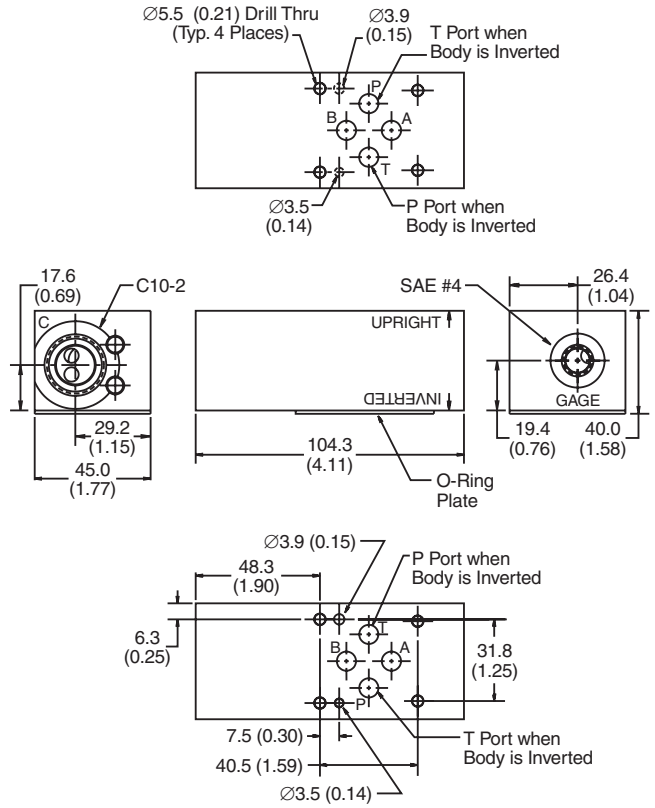 ∅5.5 (0.21) Drill Thru
(Typ. 4 Places)
∅3.9
(0.15)
T Port when
Body is Inverted
P
B
A
T
∅3.5
(0.14)
P Port when
Body is Inverted
17.6
(0.69)
C10-2
C
29.2
(1.15)
45.0
(1.77)
UPRIGHT
INVERTED
104.3
(4.11)
O-Ring
Plate
SAE #4
26.4
(1.04)
GAGE
19.4
(0.76)
40.0
(1.58)
∅3.9 (0.15)
P Port when
Body is Inverted
48.3
(1.90)
6.3
(0.25)
T
B
A
P
31.8
(1.25)
7.5 (0.30)
40.5 (1.59)
T Port when
Body is Inverted
∅3.5 (0.14)